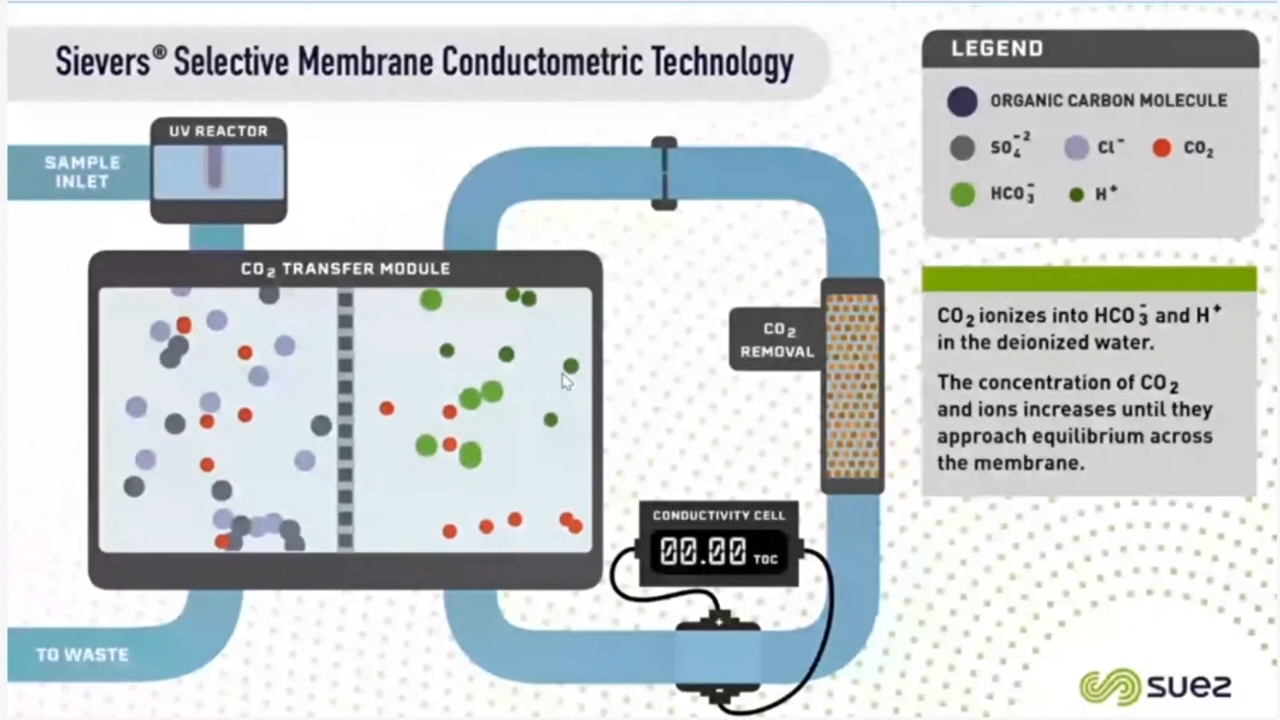 Sievers® Selective Membrane Conductometric Technology
LEGEND
ORGANIC CARBON MOLECULE
SO₄⁻²
Cl⁻
CO₂
HCO₃⁻
H⁺
UV REACTOR
SAMPLE
INLET
CO₂ TRANSFER MODULE
CO₂
REMOVAL
CO₂ ionizes into HCO₃⁻ and H⁺
in the deionized water.
The concentration of CO₂
and ions increases until they
approach equilibrium across
the membrane.
CONDUCTIVITY CELL
00.00 TOC
+
-
TO WASTE
suez